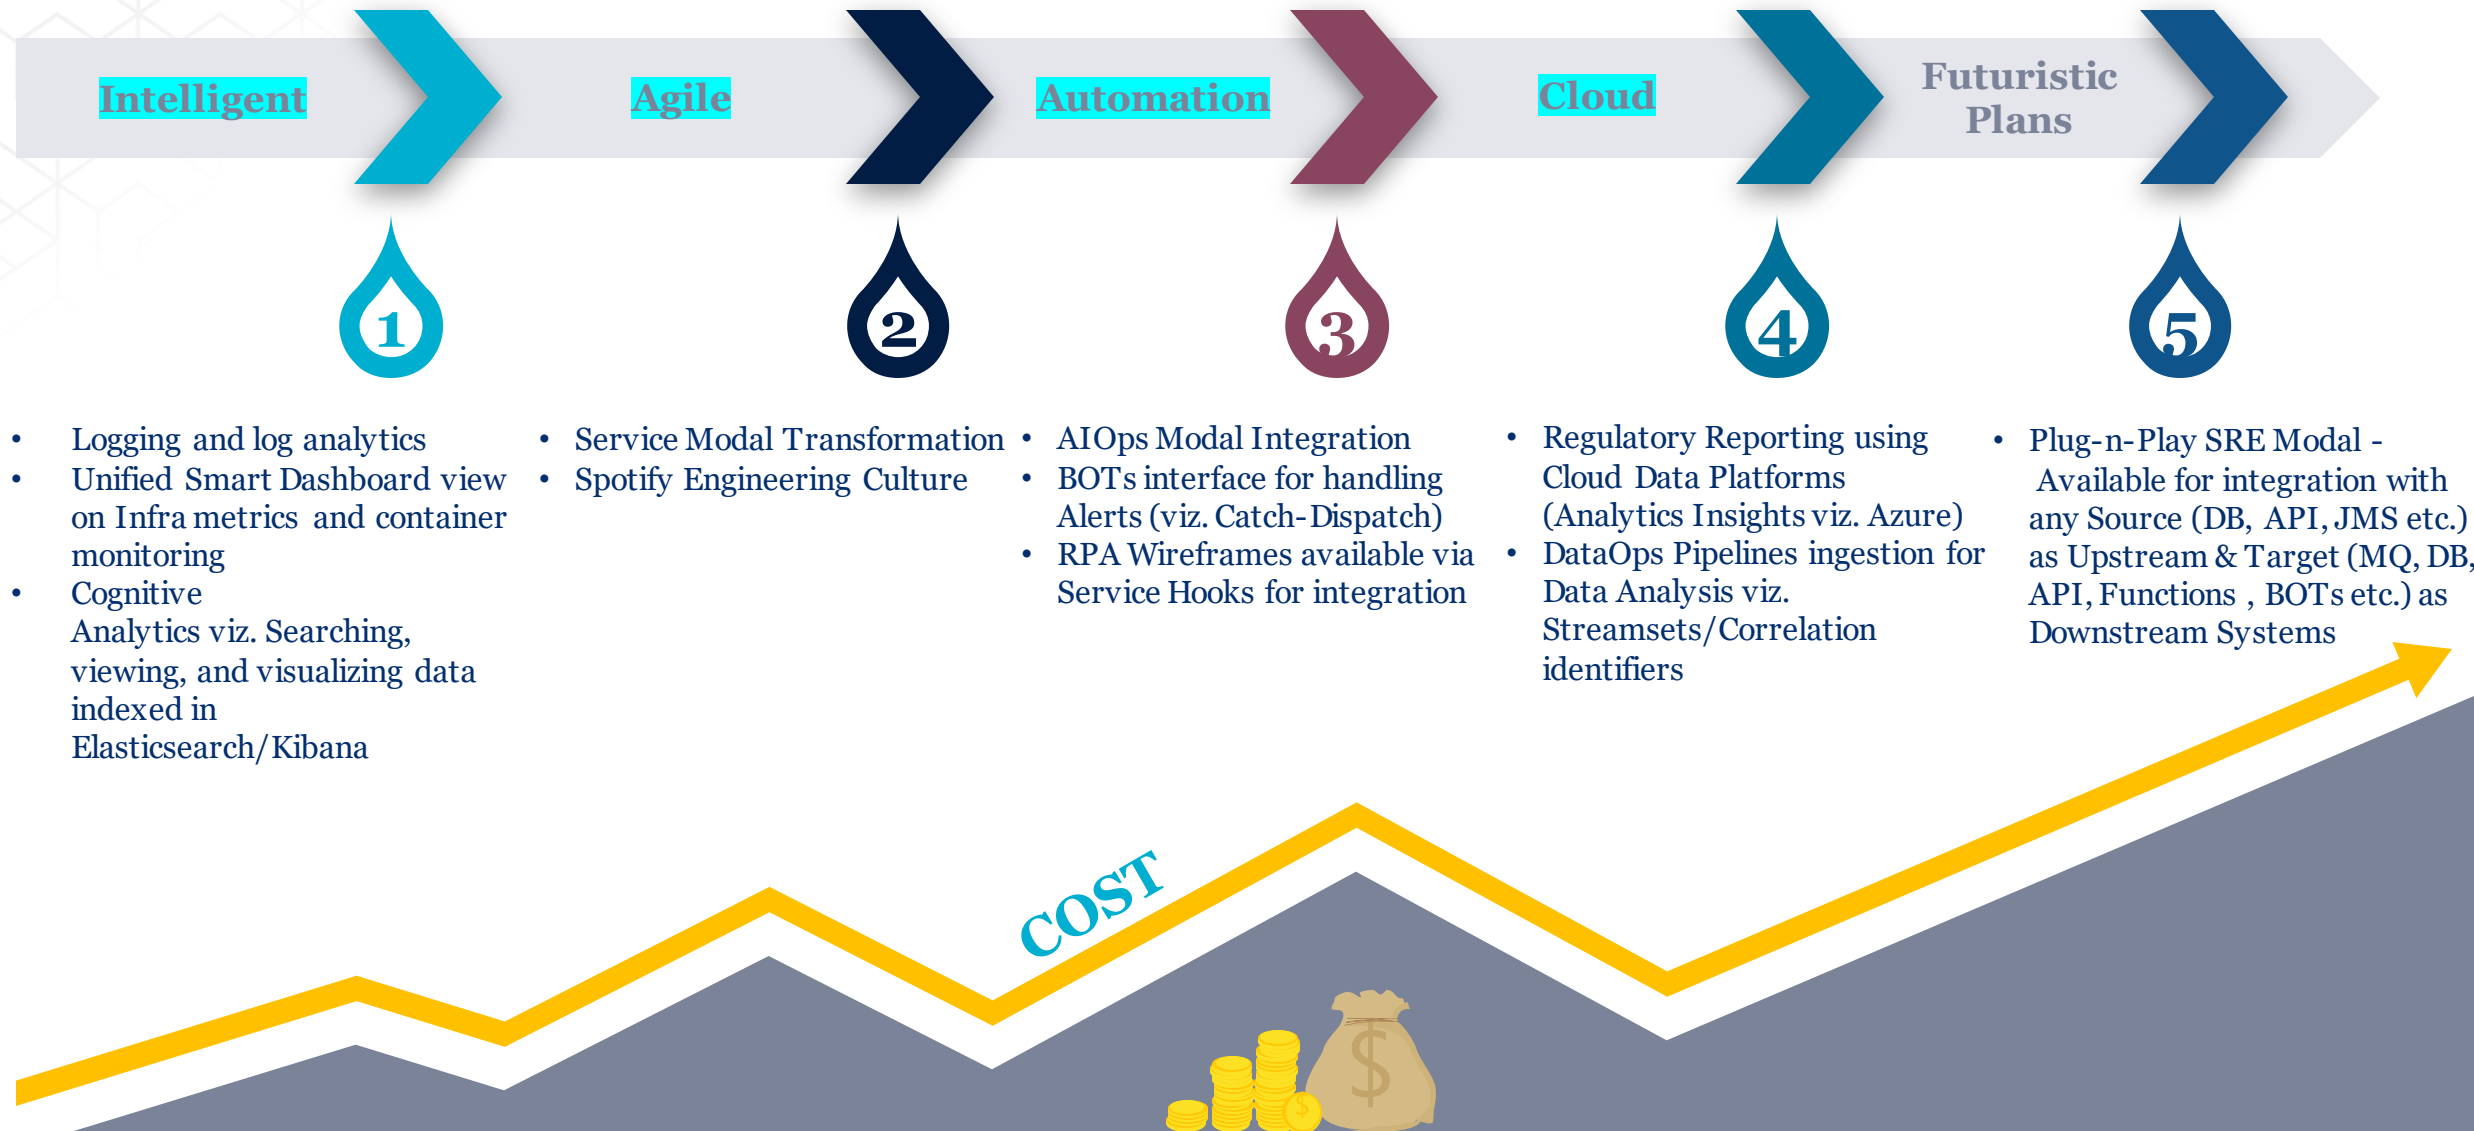 Intelligent
Agile
Automation
Cloud
Futuristic
Plans
1
2
3
4
5
• Logging and log analytics
• Unified Smart Dashboard view
on Infra metrics and container
monitoring
• Cognitive
Analytics viz. Searching,
viewing, and visualizing data
indexed in
Elasticsearch/Kibana
• Service Modal Transformation
• Spotify Engineering Culture
• AIOps Modal Integration
• BOTs interface for handling
Alerts (viz. Catch-Dispatch)
• RPA Wireframes available via
Service Hooks for integration
• Regulatory Reporting using
Cloud Data Platforms
(Analytics Insights viz. Azure)
• DataOps Pipelines ingestion for
Data Analysis viz.
Streamsets/Correlation
identifiers
• Plug-n-Play SRE Modal -
Available for integration with
any Source (DB, API, JMS etc.)
as Upstream & Target (MQ, DB,
API, Functions , BOTs etc.) as
Downstream Systems
COST
$
$